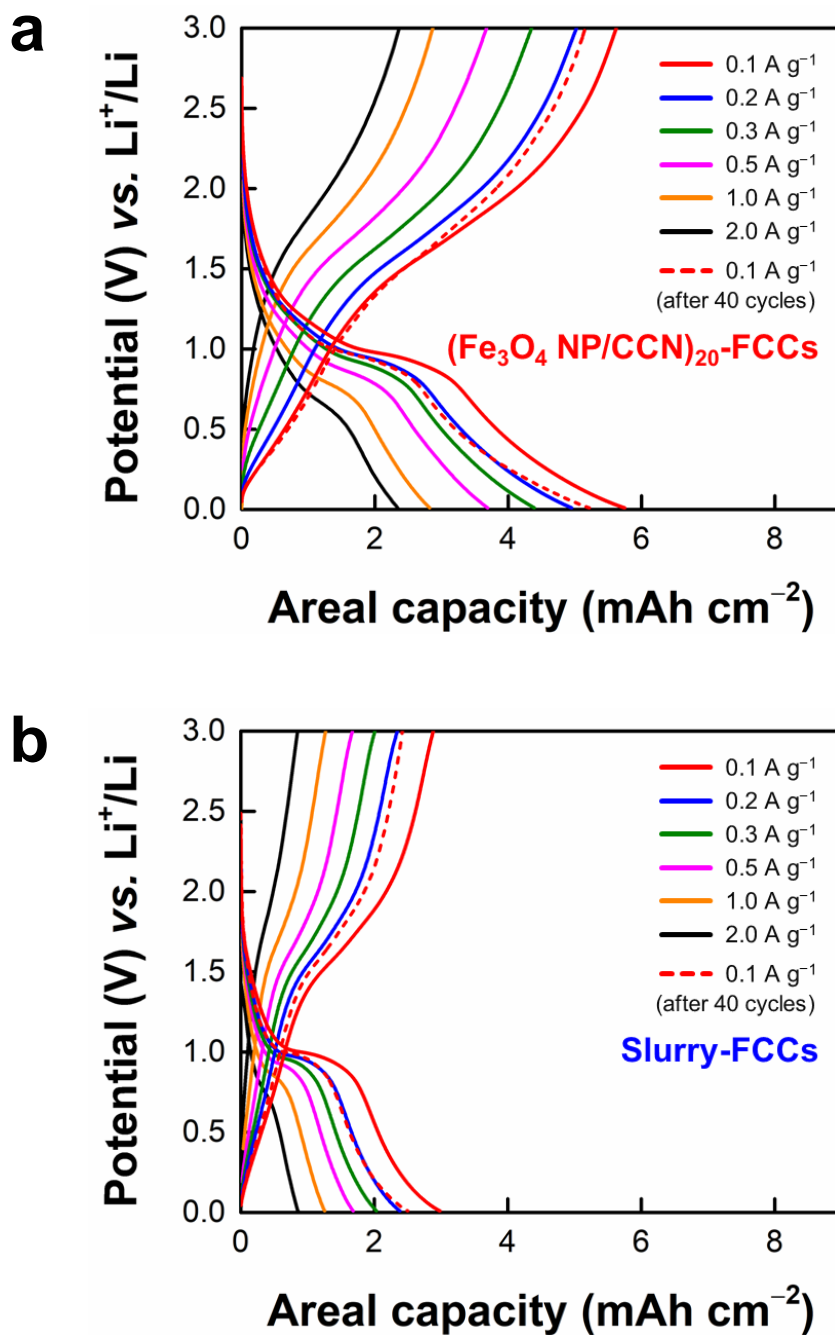 a
Potential (V) vs. Li⁺/Li
3.0
2.5
2.0
1.5
1.0
0.5
0.0
0.1 A g⁻¹
0.2 A g⁻¹
0.3 A g⁻¹
0.5 A g⁻¹
1.0 A g⁻¹
2.0 A g⁻¹
0.1 A g⁻¹
(after 40 cycles)
(Fe₃O₄ NP/CCN)₂₀-FCCs
0 2 4 6 8
Areal capacity (mAh cm⁻²)
b
Potential (V) vs. Li⁺/Li
3.0
2.5
2.0
1.5
1.0
0.5
0.0
0.1 A g⁻¹
0.2 A g⁻¹
0.3 A g⁻¹
0.5 A g⁻¹
1.0 A g⁻¹
2.0 A g⁻¹
0.1 A g⁻¹
(after 40 cycles)
Slurry-FCCs
0 2 4 6 8
Areal capacity (mAh cm⁻²)